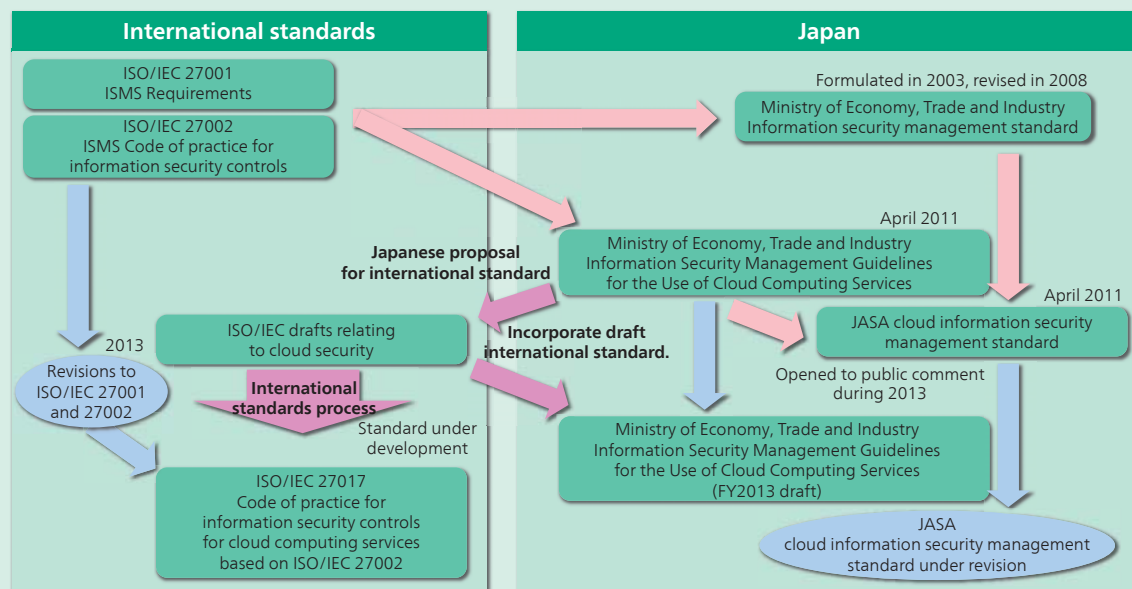 International standards
ISO/IEC 27001
ISMS Requirements
ISO/IEC 27002
ISMS Code of practice for
information security controls
Japanese proposal
for international standard
ISO/IEC drafts relating
to cloud security
Incorporate draft
international standard.
2013
Revisions to
ISO/IEC 27001
and 27002
International
standards process
Standard under
development
ISO/IEC 27017
Code of practice for
information security controls
for cloud computing services
based on ISO/IEC 27002
Japan
Formulated in 2003, revised in 2008
Ministry of Economy, Trade and Industry
Information security management standard
April 2011
Ministry of Economy, Trade and Industry
Information Security Management Guidelines
for the Use of Cloud Computing Services
April 2011
JASA cloud information security
management standard
Opened to public comment
during 2013
Ministry of Economy, Trade and Industry
Information Security Management Guidelines
for the Use of Cloud Computing Services
(FY2013 draft)
JASA
cloud information security management
standard under revision